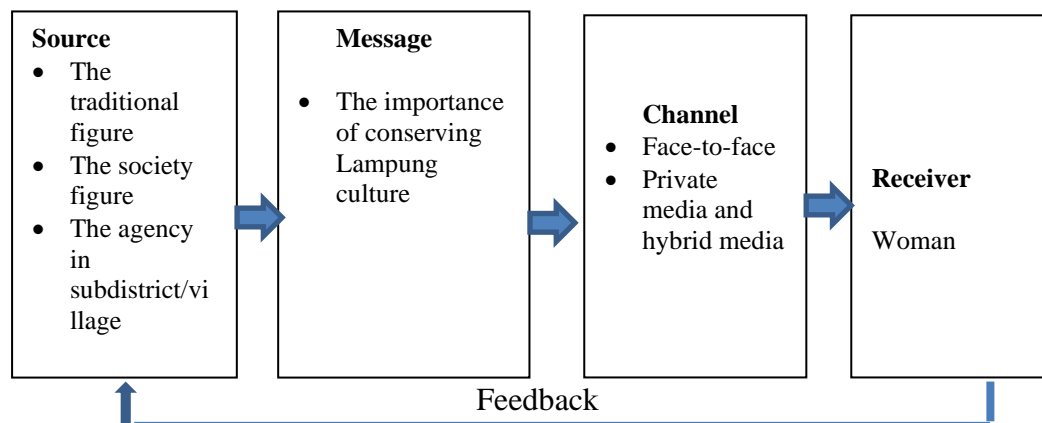 Source
• The
traditional
figure
• The society
figure
• The agency
in
subdistrict/vi
llage
Message
• The importance
of conserving
Lampung
culture
Channel
• Face-to-face
• Private
media and
hybrid media
Receiver
Woman
Feedback